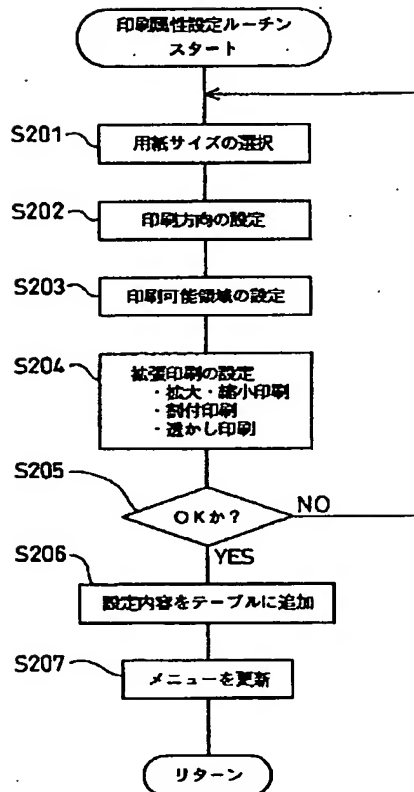 印刷属性設定ルーチン
スタート
S201
用紙サイズの選択
S202
印刷方向の設定
S203
印刷可能領域の設定
S204
拡張印刷の設定
・拡大・縮小印刷
・割付印刷
・透かし印刷
S205
OKか?
NO
YES
S206
設定内容をテーブルに追加
S207
メニューを更新
リターン